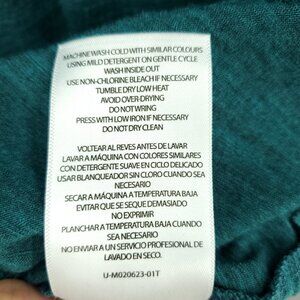 MACHINE WASH COLD WITH SIMILAR COLOURS
USING MILD DETERGENT ON GENTLE CYCLE
WASH INSIDE OUT
USE NON-CHLORINE BLEACH IF NECESSARY
TUMBLE DRY LOW HEAT
AVOID OVER-DRYING
DO NOT WRING
PRESS WITH LOW IRON IF NECESSARY
DO NOT DRY CLEAN
VOLTEAR AL REVES ANTES DE LAVAR
LAVAR A MÁQUINA CON COLORES SIMILARES
CON DETERGENTE SUAVE EN CICLO DELICADO
USAR BLANQUEADOR SIN CLORO CUANDO SEA
NECESARIO
SECAR A MÁQUINA A TEMPERATURA BAJA
EVITAR QUE SE SEQUE DEMASIADO
NO EXPRIMIR
PLANCHAR A TEMPERATURA BAJA CUANDO
SEA NECESARIO
NO ENVIAR A UN SERVICIO PROFESIONAL DE
LAVADO EN SECO.
U-M020623-01T